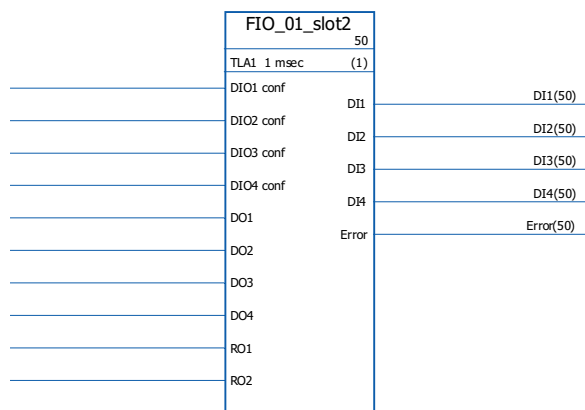 FIO_01_slot2
50
TLA1 1 msec (1)
DIO1 conf
DI1 DI1(50)
DIO2 conf
DI2 DI2(50)
DIO3 conf
DI3 DI3(50)
DIO4 conf
DI4 DI4(50)
DO1
Error Error(50)
DO2
DO3
DO4
RO1
RO2